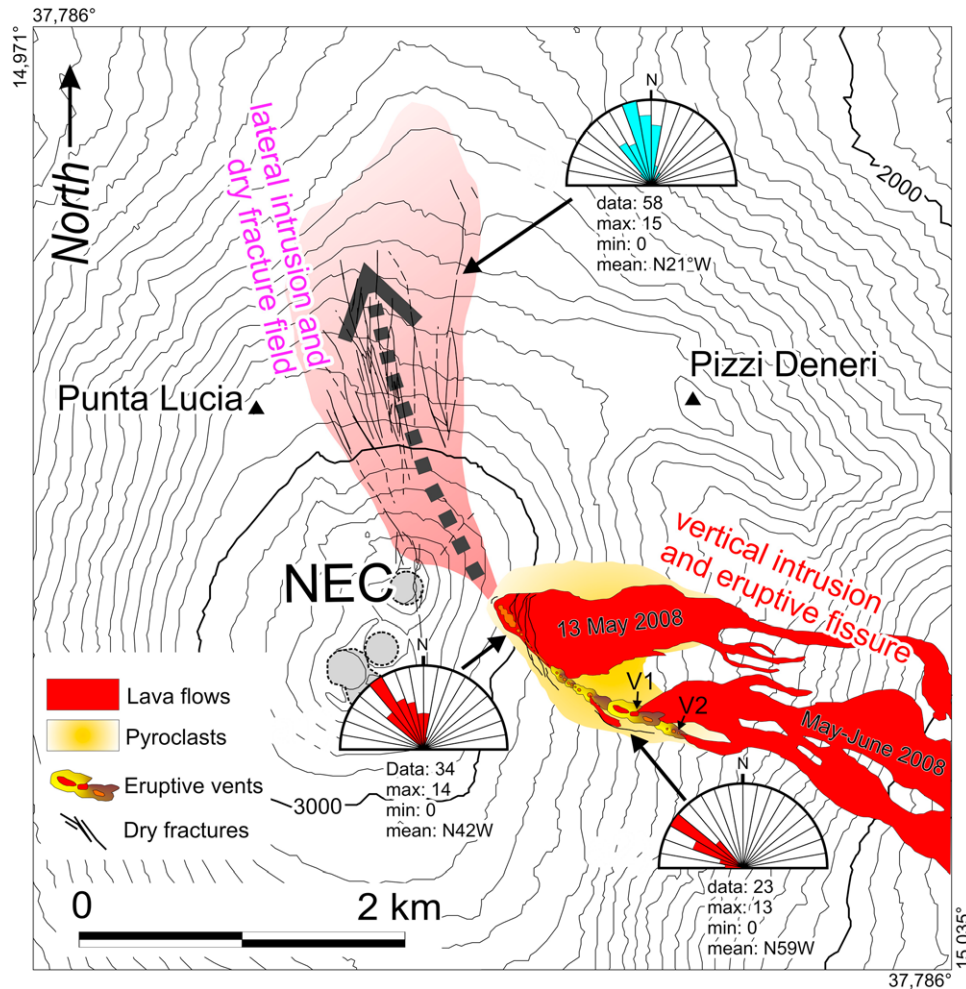 37,786°
14,971°
North
lateral intrusion and
dry fracture field
N
data: 58
max: 15
min: 0
mean: N21°W
2000
Punta Lucia
Pizzi Deneri
NEC
vertical intrusion
and eruptive fissure
13 May 2008
V1
V2
May-June 2008
N
Data: 34
max: 14
min: 0
mean: N42W
Lava flows
Pyroclasts
Eruptive vents
Dry fractures
3000
N
data: 23
max: 13
min: 0
mean: N59W
0 2 km
15,035°
37,786°